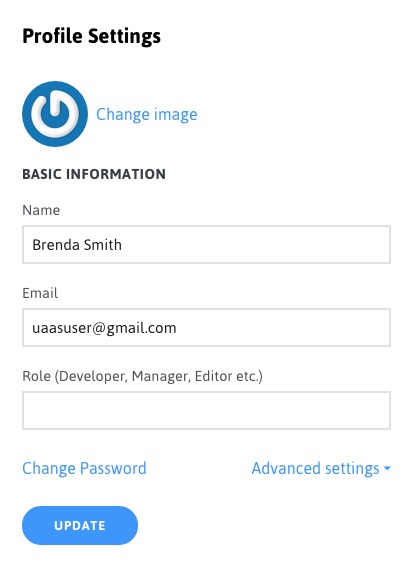 Profile Settings
Change image
BASIC INFORMATION
Name
Brenda Smith
Email
uaasuser@gmail.com
Role (Developer, Manager, Editor etc.)
Change Password Advanced settings
UPDATE